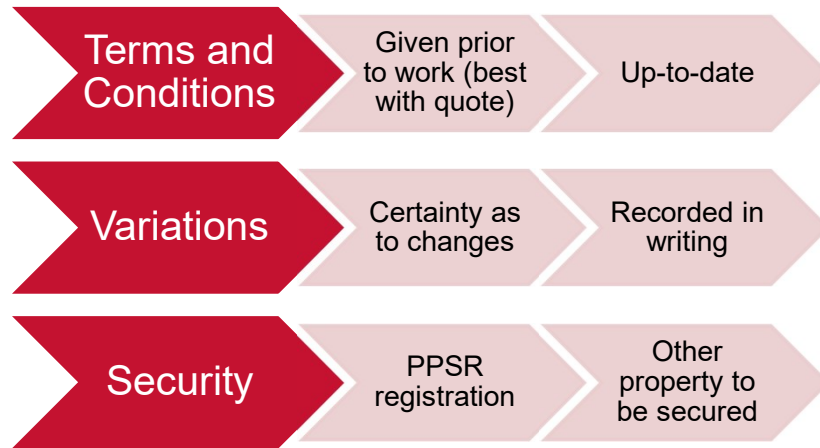 Terms and
Conditions
Given prior
to work (best
with quote)
Up-to-date
Variations
Certainty as
to changes
Recorded in
writing
Security
PPSR
registration
Other
property to
be secured